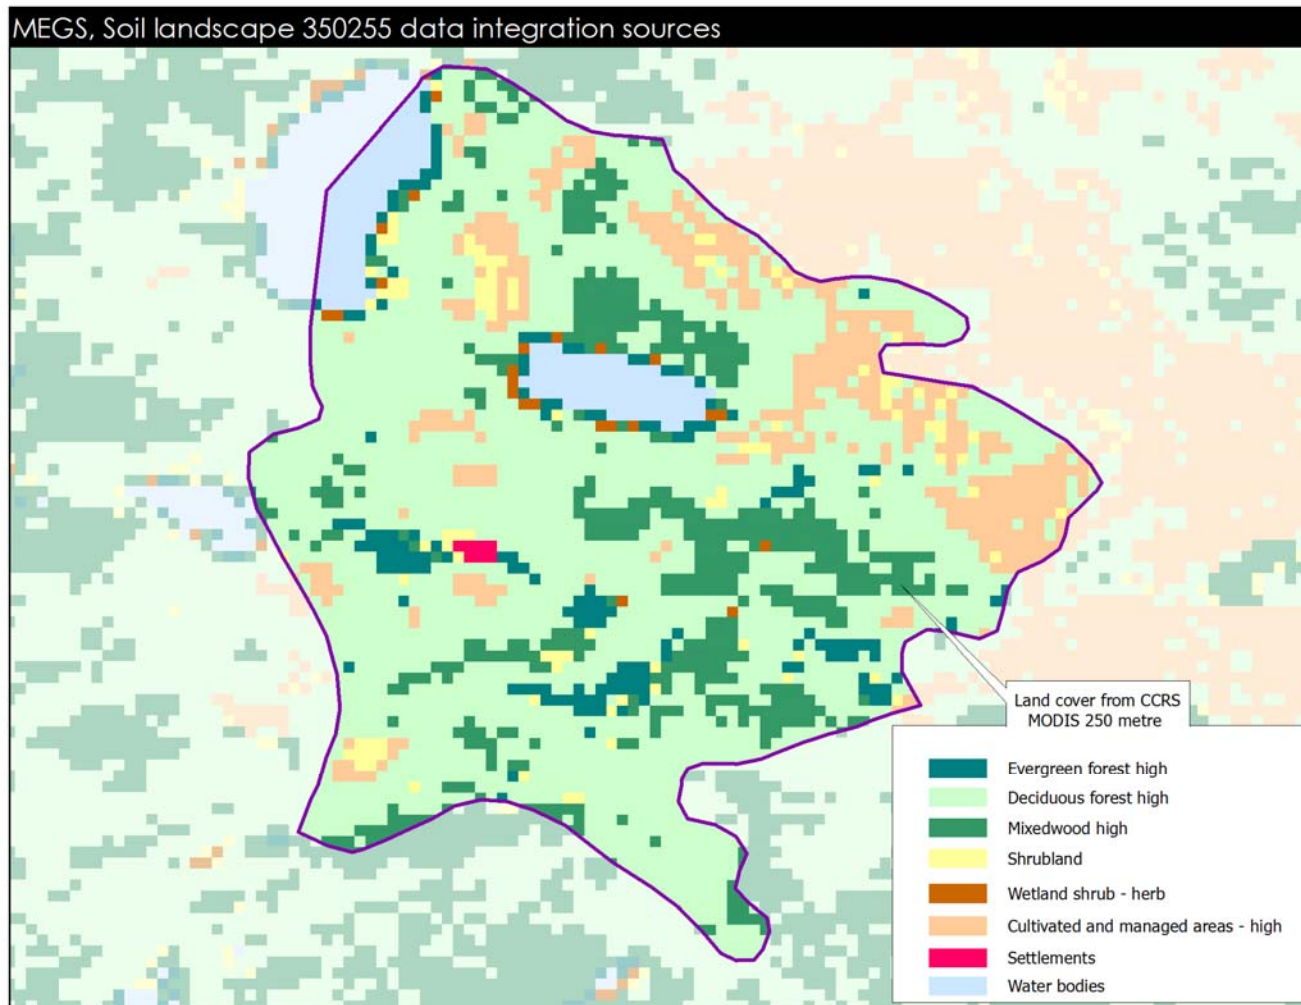 MEGS, Soil landscape 350255 data integration sources
Land cover from CCRS
MODIS 250 metre
Evergreen forest high
Deciduous forest high
Mixedwood high
Shrubland
Wetland shrub - herb
Cultivated and managed areas - high
Settlements
Water bodies